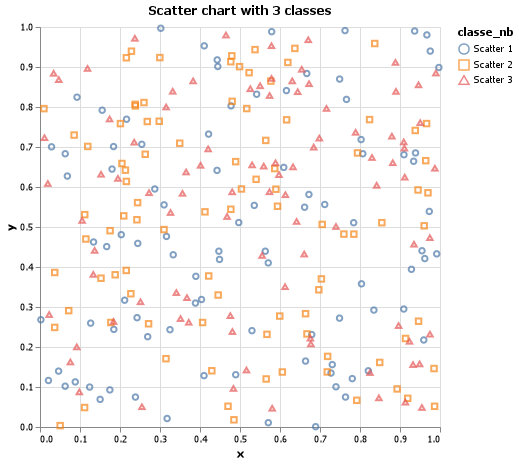 Scatter chart with 3 classes
classe_nb
Scatter 1
Scatter 2
Scatter 3
1.0
0.9
0.8
0.7
0.6
0.5
0.4
0.3
0.2
0.1
0.0
y
0.0 0.1 0.2 0.3 0.4 0.5 0.6 0.7 0.8 0.9 1.0
x